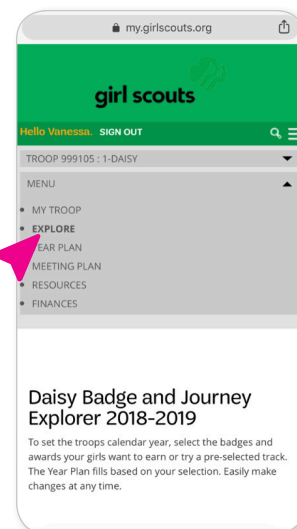 my.girlscouts.org
girl scouts
Hello Vanessa. SIGN OUT
TROOP 999105 : 1-DAISY
MENU
MY TROOP
EXPLORE
YEAR PLAN
MEETING PLAN
RESOURCES
FINANCES
Daisy Badge and Journey
Explorer 2018-2019
To set the troops calendar year, select the badges and
awards your girls want to earn or try a pre-selected track.
The Year Plan fills based on your selection. Easily make
changes at any time.